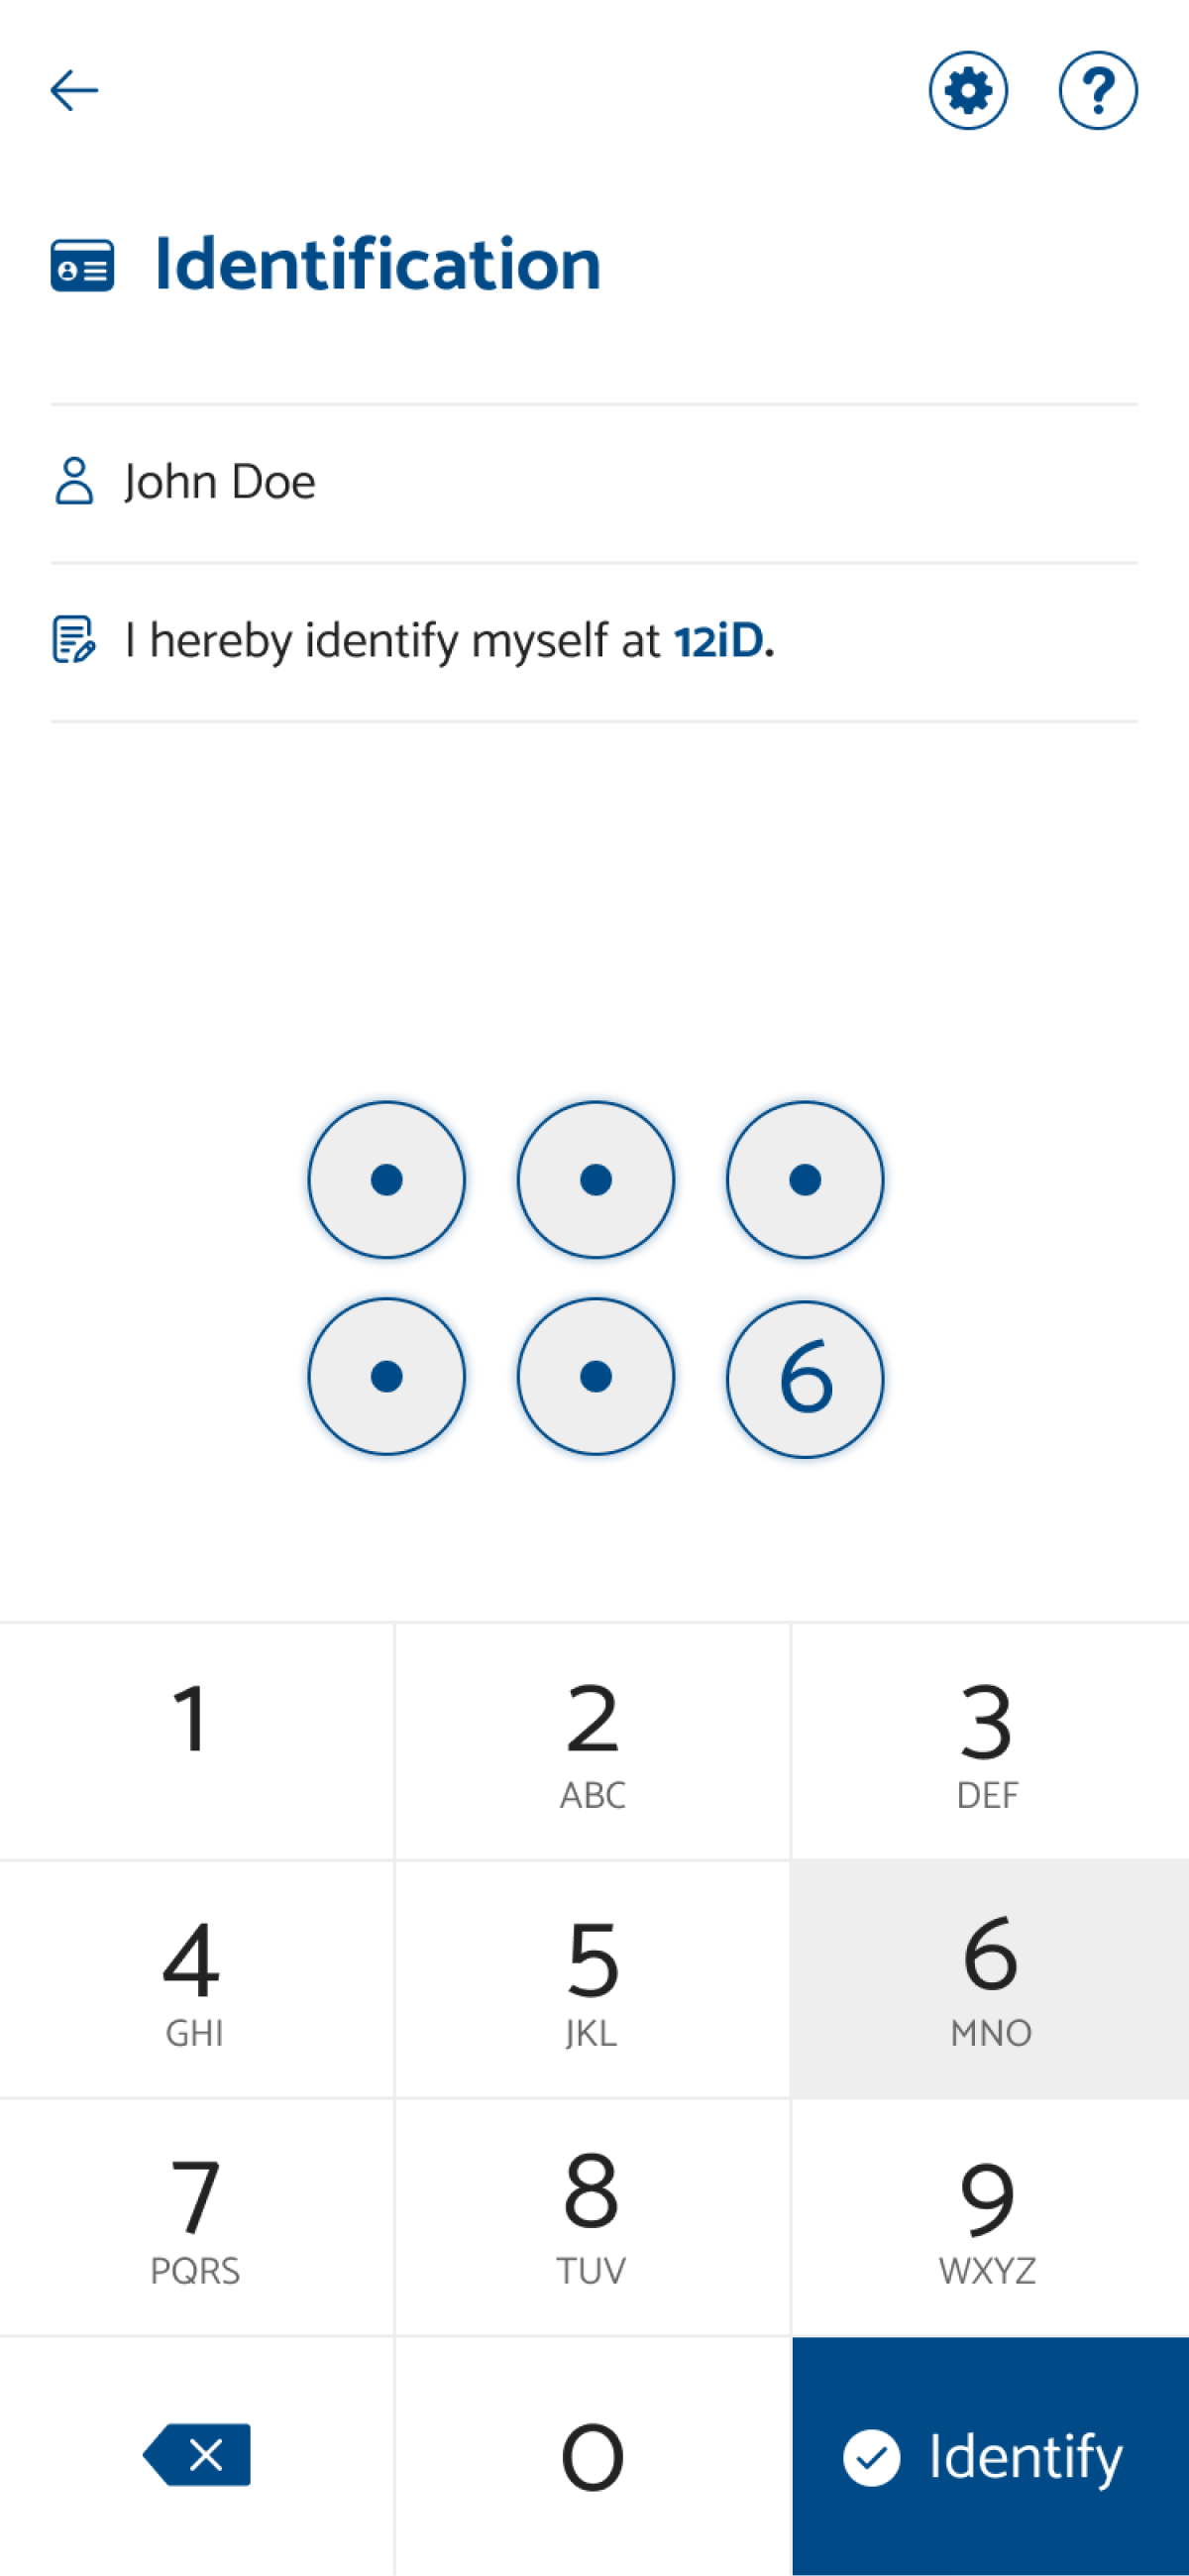 ?
Identification
John Doe
I hereby identify myself at 12iD.
6
1
2
3
ABC
DEF
4
5
6
GHI
JKL
MNO
7
8
9
PQRS
TUV
WXYZ
0
Identify